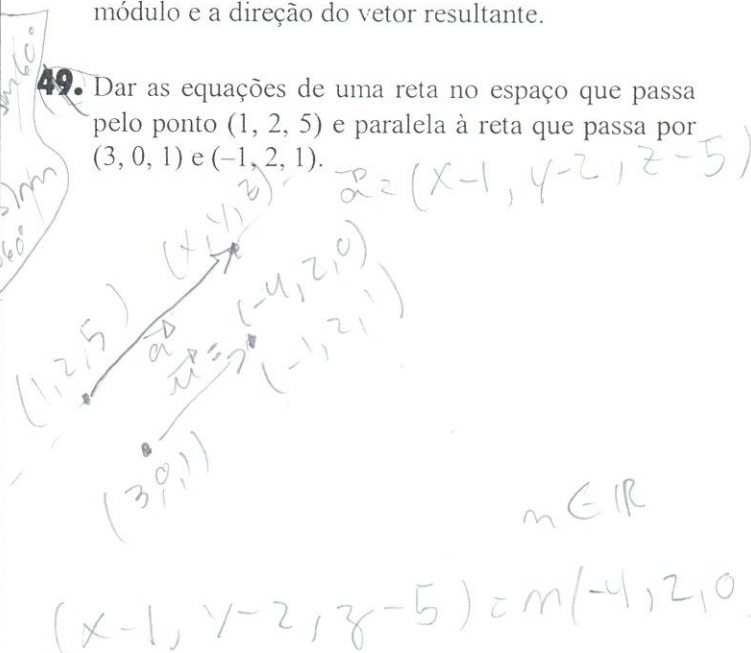 módulo e a direção do vetor resultante.
49. Dar as equações de uma reta no espaço que passa
pelo ponto (1, 2, 5) e paralela à reta que passa por
(3, 0, 1) e (–1, 2, 1).
a = (x-1, y-2, z-5)
(x, y, z)
(1, 2, 5)
a
u = (-4, 2, 0)
(-1, 2, 1)
(3, 0, 1)
m ∈ ℝ
(x-1, y-2, z-5) = m(-4, 2, 0
sen60°
60°